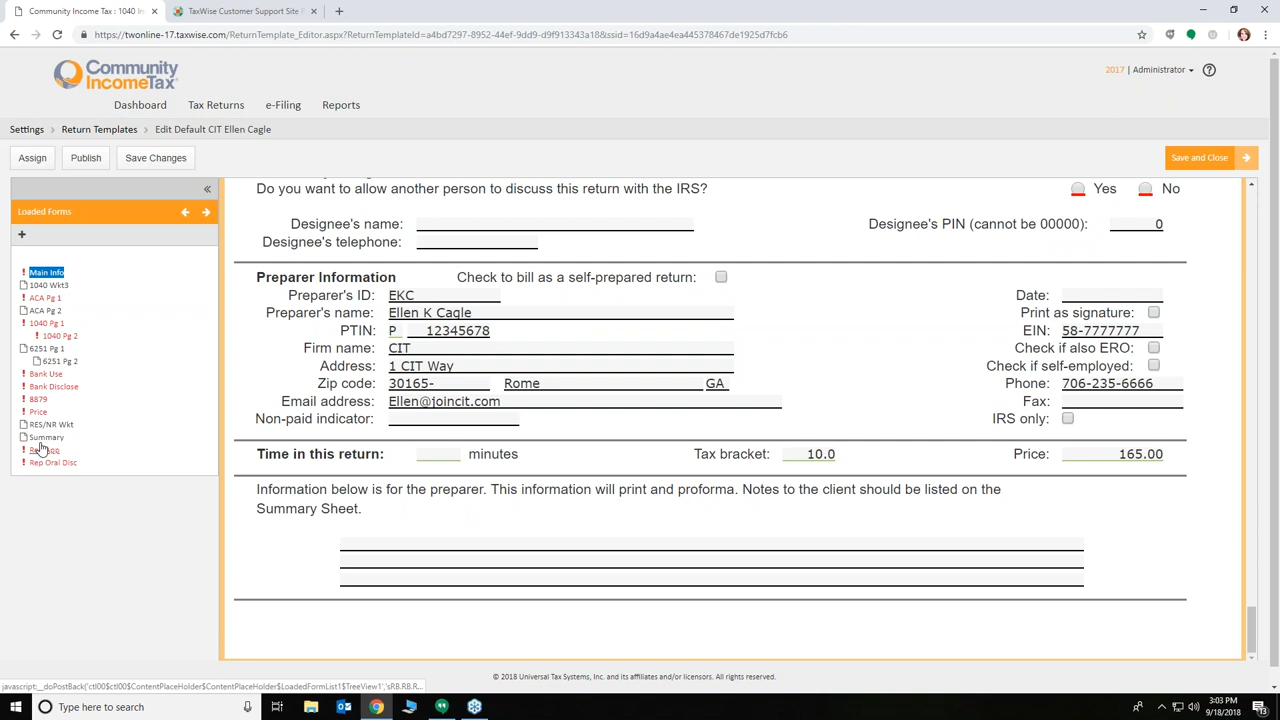 Community Income Tax : 1040 In
TaxWise Customer Support Site P
https://twonline-17.taxwise.com/ReturnTemplate_Editor.aspx?ReturnTemplateId=a4bd7297-8952-44ef-9dd9-d9f913343a18&ssid=16d9a4ae4ea445378467de1925d7fcb6
Community
IncomeTax
2017 | Administrator
Dashboard Tax Returns e-Filing Reports
Settings Return Templates Edit Default CIT Ellen Cagle
Assign Publish Save Changes Save and Close
Loaded Forms
Main Info
1040 Wkt3
ACA Pg 1
ACA Pg 2
1040 Pg 1
1040 Pg 2
6251 Pg 1
6251 Pg 2
Bank Use
Bank Disclose
8879
Price
RES/NR Wkt
Summary
Rep Oral Disc
Do you want to allow another person to discuss this return with the IRS? Yes No
Designee's name: Designee's PIN (cannot be 00000): 0
Designee's telephone:
Preparer Information Check to bill as a self-prepared return:
Preparer's ID: EKC Date:
Preparer's name: Ellen K Cagle Print as signature:
PTIN: P 12345678 EIN: 58-7777777
Firm name: CIT Check if also ERO:
Address: 1 CIT Way Check if self-employed:
Zip code: 30165- Rome GA Phone: 706-235-6666
Email address: Ellen@joincit.com Fax:
Non-paid indicator: IRS only:
Time in this return: minutes Tax bracket: 10.0 Price: 165.00
Information below is for the preparer. This information will print and proforma. Notes to the client should be listed on the
Summary Sheet.
© 2018 Universal Tax Systems, Inc. and its affiliates and/or licensors. All rights reserved.
javascript:__doPostBack('ctl00$ctl00$ContentPlaceHolder$ContentPlaceHolder$LoadedFormList1$TreeView1','sRB.RB.R...
Type here to search
3:03 PM
9/18/2018
13